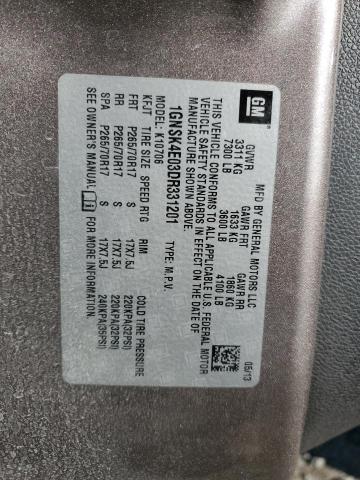 GM
MFD BY GENERAL MOTORS LLC
05/13
GVWR GAWR FRT GAWR RR
3311 KG 1633 KG 1860 KG
7300 LB 3600 LB 4100 LB
THIS VEHICLE CONFORMS TO ALL APPLICABLE U.S. FEDERAL MOTOR
VEHICLE SAFETY STANDARDS IN EFFECT ON THE DATE OF
MANUFACTURE SHOWN ABOVE.
1GNSK4E03DR331201 TYPE: M.P.V.
MODEL: K10706
KFJT TIRE SIZE SPEED RTG RIM COLD TIRE PRESSURE
FRT P265/70R17 S 17X7.5J 220KPA(32PSI)
RR P265/70R17 S 17X7.5J 220KPA(32PSI)
SPA P265/70R17 S 17X7.5J 240KPA(35PSI)
SEE OWNER'S MANUAL